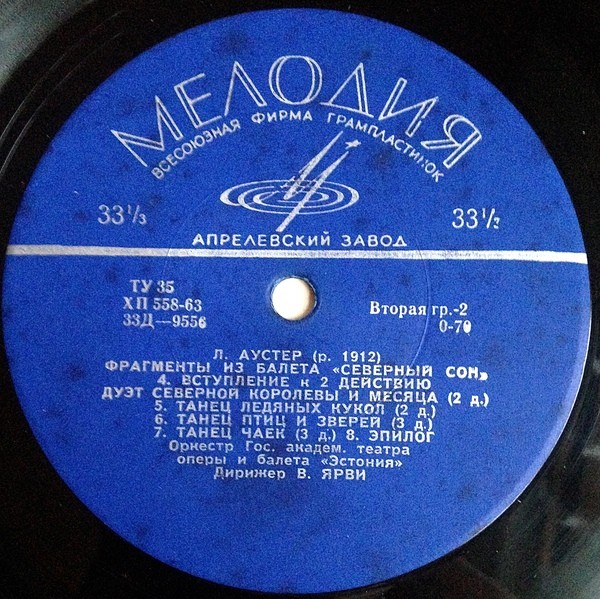 МЕЛОДИЯ
ВСЕСОЮЗНАЯ ФИРМА ГРАМПЛАСТИНОК
33⅓ 33⅓
АПРЕЛЕВСКИЙ ЗАВОД
ТУ 35
ХП 558-63
33Д—9556
Вторая гр.-2
0-70
Л. АУСТЕР (р. 1912)
ФРАГМЕНТЫ ИЗ БАЛЕТА «СЕВЕРНЫЙ СОН»
4. ВСТУПЛЕНИЕ к 2 ДЕЙСТВИЮ
ДУЭТ СЕВЕРНОЙ КОРОЛЕВЫ И МЕСЯЦА (2 д.)
5. ТАНЕЦ ЛЕДЯНЫХ КУКОЛ (2 д.)
6. ТАНЕЦ ПТИЦ И ЗВЕРЕЙ (3 д.)
7. ТАНЕЦ ЧАЕК (3 д.) 8. ЭПИЛОГ
Оркестр Гос. академ. театра
оперы и балета «Эстония»
Дирижер В. ЯРВИ